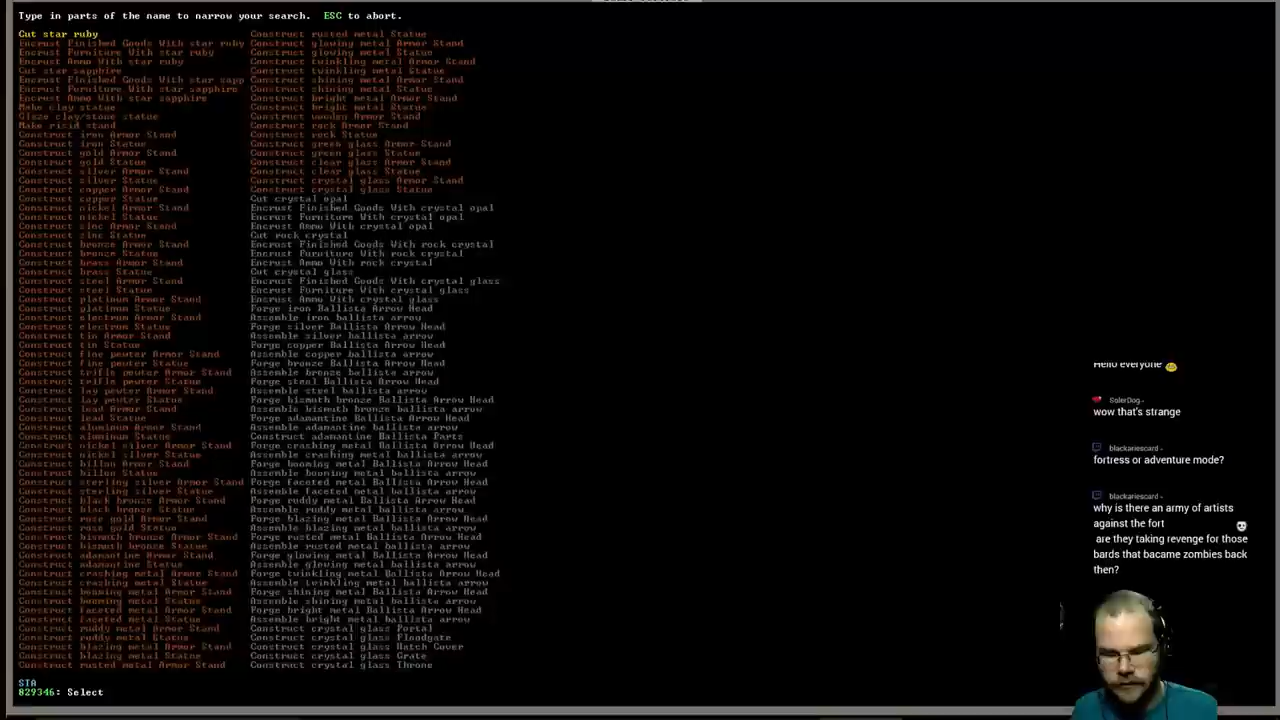 Type in parts of the name to narrow your search.  ESC to abort.
Cut star ruby
Encrust Finished Goods With star ruby
Encrust Furniture With star ruby
Encrust Ammo With star ruby
Cut star sapphire
Encrust Finished Goods With star sapp
Encrust Furniture With star sapphire
Encrust Ammo With star sapphire
Make clay statue
Glaze clay/stone statue
Make
stand
Construct iron Armor Stand
Construct iron Statue
Construct gold Armor Stand
Construct gold Statue
Construct silver Armor Stand
Construct silver Statue
Construct copper Armor Stand
Construct copper Statue
Construct nickel Armor Stand
Construct nickel Statue
Construct zinc Armor Stand
Construct zinc Statue
Construct bronze Armor Stand
Construct bronze Statue
Construct brass Armor Stand
Construct brass Statue
Construct steel Armor Stand
Construct steel Statue
Construct platinum Armor Stand
Construct platinum Statue
Construct electrum Armor Stand
Construct electrum Statue
Construct tin Armor Stand
Construct tin Statue
Construct fine pewter Armor Stand
Construct fine pewter Statue
Construct trifle pewter Armor Stand
Construct trifle pewter Statue
Construct lay pewter Armor Stand
Construct lay pewter Statue
Construct lead Armor Stand
Construct lead Statue
Construct aluminum Armor Stand
Construct aluminum Statue
Construct nickel silver Armor Stand
Construct nickel silver Statue
Construct billon Armor Stand
Construct billon Statue
Construct sterling silver Armor Stand
Construct sterling silver Statue
Construct black bronze Armor Stand
Construct black bronze Statue
Construct rose gold Armor Stand
Construct rose gold Statue
Construct bismuth bronze Armor Stand
Construct bismuth bronze Statue
Construct adamantine Armor Stand
Construct adamantine Statue
Construct crashing metal Armor Stand
Construct crashing metal Statue
Construct booming metal Armor Stand
Construct booming metal Statue
Construct faceted metal Armor Stand
Construct faceted metal Statue
Construct ruddy metal Armor Stand
Construct ruddy metal Statue
Construct blazing metal Armor Stand
Construct blazing metal Statue
Construct rusted metal Armor Stand
Construct rusted metal Statue
Construct glowing metal Armor Stand
Construct glowing metal Statue
Construct twinkling metal Armor Stand
Construct twinkling metal Statue
Construct shining metal Armor Stand
Construct shining metal Statue
Construct bright metal Armor Stand
Construct bright metal Statue
Construct wooden Armor Stand
Construct rock Armor Stand
Construct rock Statue
Construct green glass Armor Stand
Construct green glass Statue
Construct clear glass Armor Stand
Construct clear glass Statue
Construct crystal glass Armor Stand
Construct crystal glass Statue
Cut crystal opal
Encrust Finished Goods With crystal opal
Encrust Furniture With crystal opal
Encrust Ammo With crystal opal
Cut rock crystal
Encrust Finished Goods With rock crystal
Encrust Furniture With rock crystal
Encrust Ammo With rock crystal
Cut crystal glass
Encrust Finished Goods With crystal glass
Encrust Furniture With crystal glass
Encrust Ammo With crystal glass
Forge iron Ballista Arrow Head
Assemble iron ballista arrow
Forge silver Ballista Arrow Head
Assemble silver ballista arrow
Forge copper Ballista Arrow Head
Assemble copper ballista arrow
Forge bronze Ballista Arrow Head
Assemble bronze ballista arrow
Forge steel Ballista Arrow Head
Assemble steel ballista arrow
Forge bismuth bronze Ballista Arrow Head
Assemble bismuth bronze ballista arrow
Forge adamantine Ballista Arrow Head
Assemble adamantine ballista arrow
Construct adamantine Ballista Parts
Forge crashing metal Ballista Arrow Head
Assemble crashing metal ballista arrow
Forge booming metal Ballista Arrow Head
Assemble booming metal ballista arrow
Forge faceted metal Ballista Arrow Head
Assemble faceted metal ballista arrow
Forge ruddy metal Ballista Arrow Head
Assemble ruddy metal ballista arrow
Forge blazing metal Ballista Arrow Head
Assemble blazing metal ballista arrow
Forge rusted metal Ballista Arrow Head
Assemble rusted metal ballista arrow
Forge glowing metal Ballista Arrow Head
Assemble glowing metal ballista arrow
Forge twinkling metal Ballista Arrow Head
Assemble twinkling metal ballista arrow
Forge shining metal Ballista Arrow Head
Assemble shining metal ballista arrow
Forge bright metal Ballista Arrow Head
Assemble bright metal ballista arrow
Construct crystal glass Portal
Construct crystal glass Floodgate
Construct crystal glass Hatch Cover
Construct crystal glass Grate
Construct crystal glass Throne
STA
829346: Select
Hello everyone
SolerDog -
wow that's strange
blackariescard -
fortress or adventure mode?
blackariescard -
why is there an army of artists
against the fort
are they taking revenge for those
bards that bacame zombies back
then?